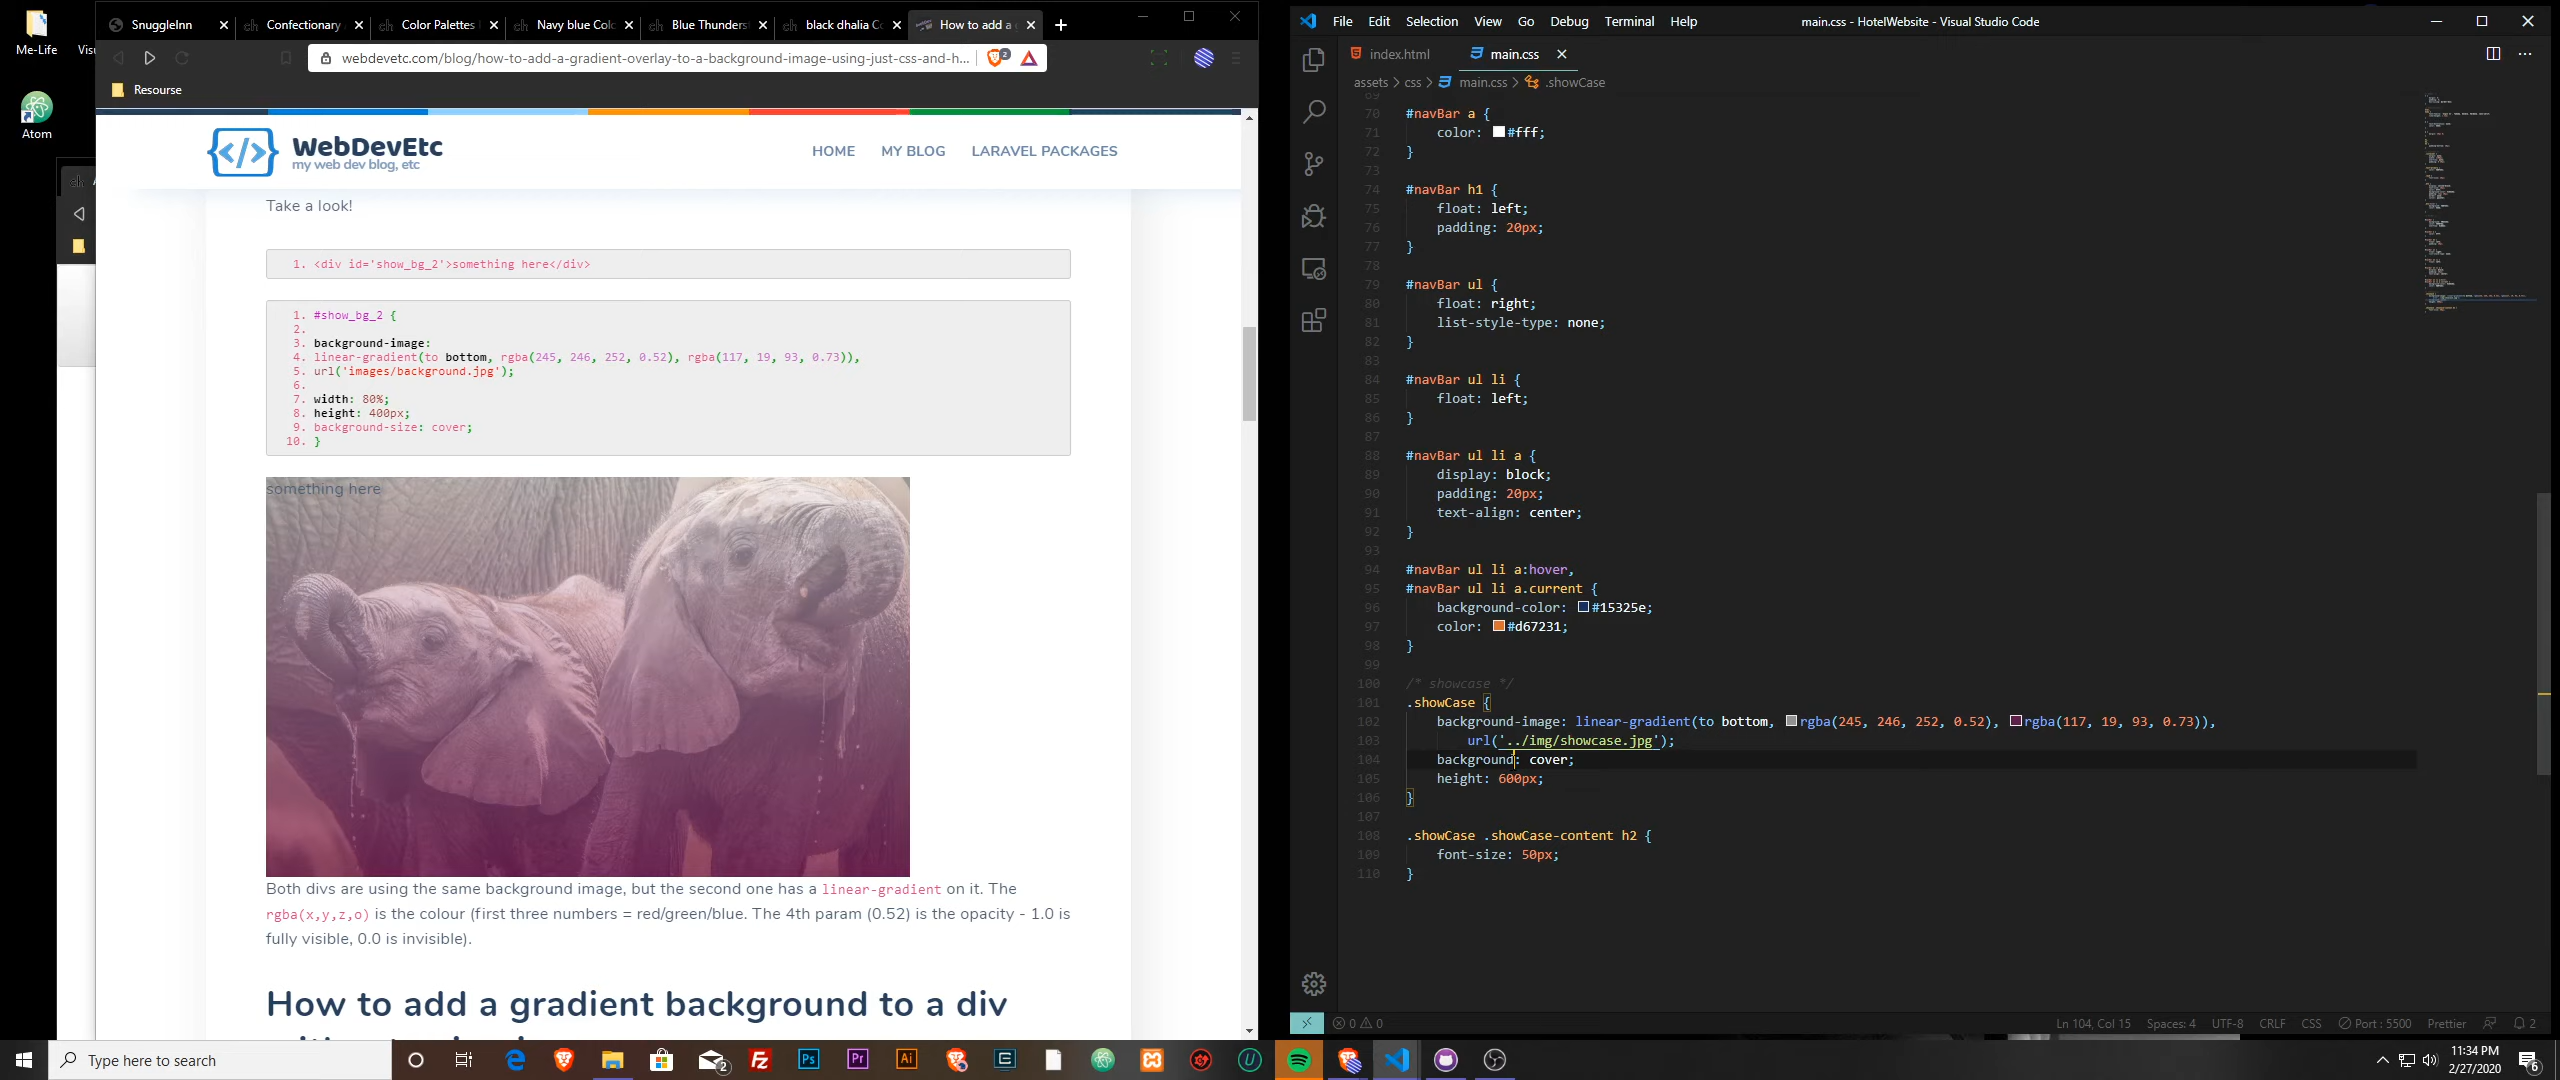 Me-Life
Visu
Atom
SnuggleInn
Confectionary
Color Palettes
Navy blue Colo
Blue Thunders
black dhalia Co
How to add a g
webdevetc.com/blog/how-to-add-a-gradient-overlay-to-a-background-image-using-just-css-and-h...
2
Resourse
</>
WebDevEtc
my web dev blog, etc
HOME
MY BLOG
LARAVEL PACKAGES
Take a look!
1. <div id='show_bg_2'>something here</div>
1. #show_bg_2 {
2.
3. background-image:
4. linear-gradient(to bottom, rgba(245, 246, 252, 0.52), rgba(117, 19, 93, 0.73)),
5. url('images/background.jpg');
6.
7. width: 80%;
8. height: 400px;
9. background-size: cover;
10. }
something here
Both divs are using the same background image, but the second one has a linear-gradient on it. The
rgba(x,y,z,o) is the colour (first three numbers = red/green/blue. The 4th param (0.52) is the opacity - 1.0 is
fully visible, 0.0 is invisible).
How to add a gradient background to a div
File Edit Selection View Go Debug Terminal Help
main.css - HotelWebsite - Visual Studio Code
index.html
main.css
assets > css > main.css > .showCase
69
70 #navBar a {
71 color: #fff;
72 }
73
74 #navBar h1 {
75 float: left;
76 padding: 20px;
77 }
78
79 #navBar ul {
80 float: right;
81 list-style-type: none;
82 }
83
84 #navBar ul li {
85 float: left;
86 }
87
88 #navBar ul li a {
89 display: block;
90 padding: 20px;
91 text-align: center;
92 }
93
94 #navBar ul li a:hover,
95 #navBar ul li a.current {
96 background-color: #15325e;
97 color: #d67231;
98 }
99
100 /* showcase */
101 .showCase {
102 background-image: linear-gradient(to bottom, rgba(245, 246, 252, 0.52), rgba(117, 19, 93, 0.73)),
103 url('../img/showcase.jpg');
104 background: cover;
105 height: 600px;
106 }
107
108 .showCase .showCase-content h2 {
109 font-size: 50px;
110 }
0 0
Ln 104, Col 15
Spaces: 4
UTF-8
CRLF
CSS
Port : 5500
Prettier
2
Type here to search
2
Ps
Pr
Ai
11:34 PM
2/27/2020
6